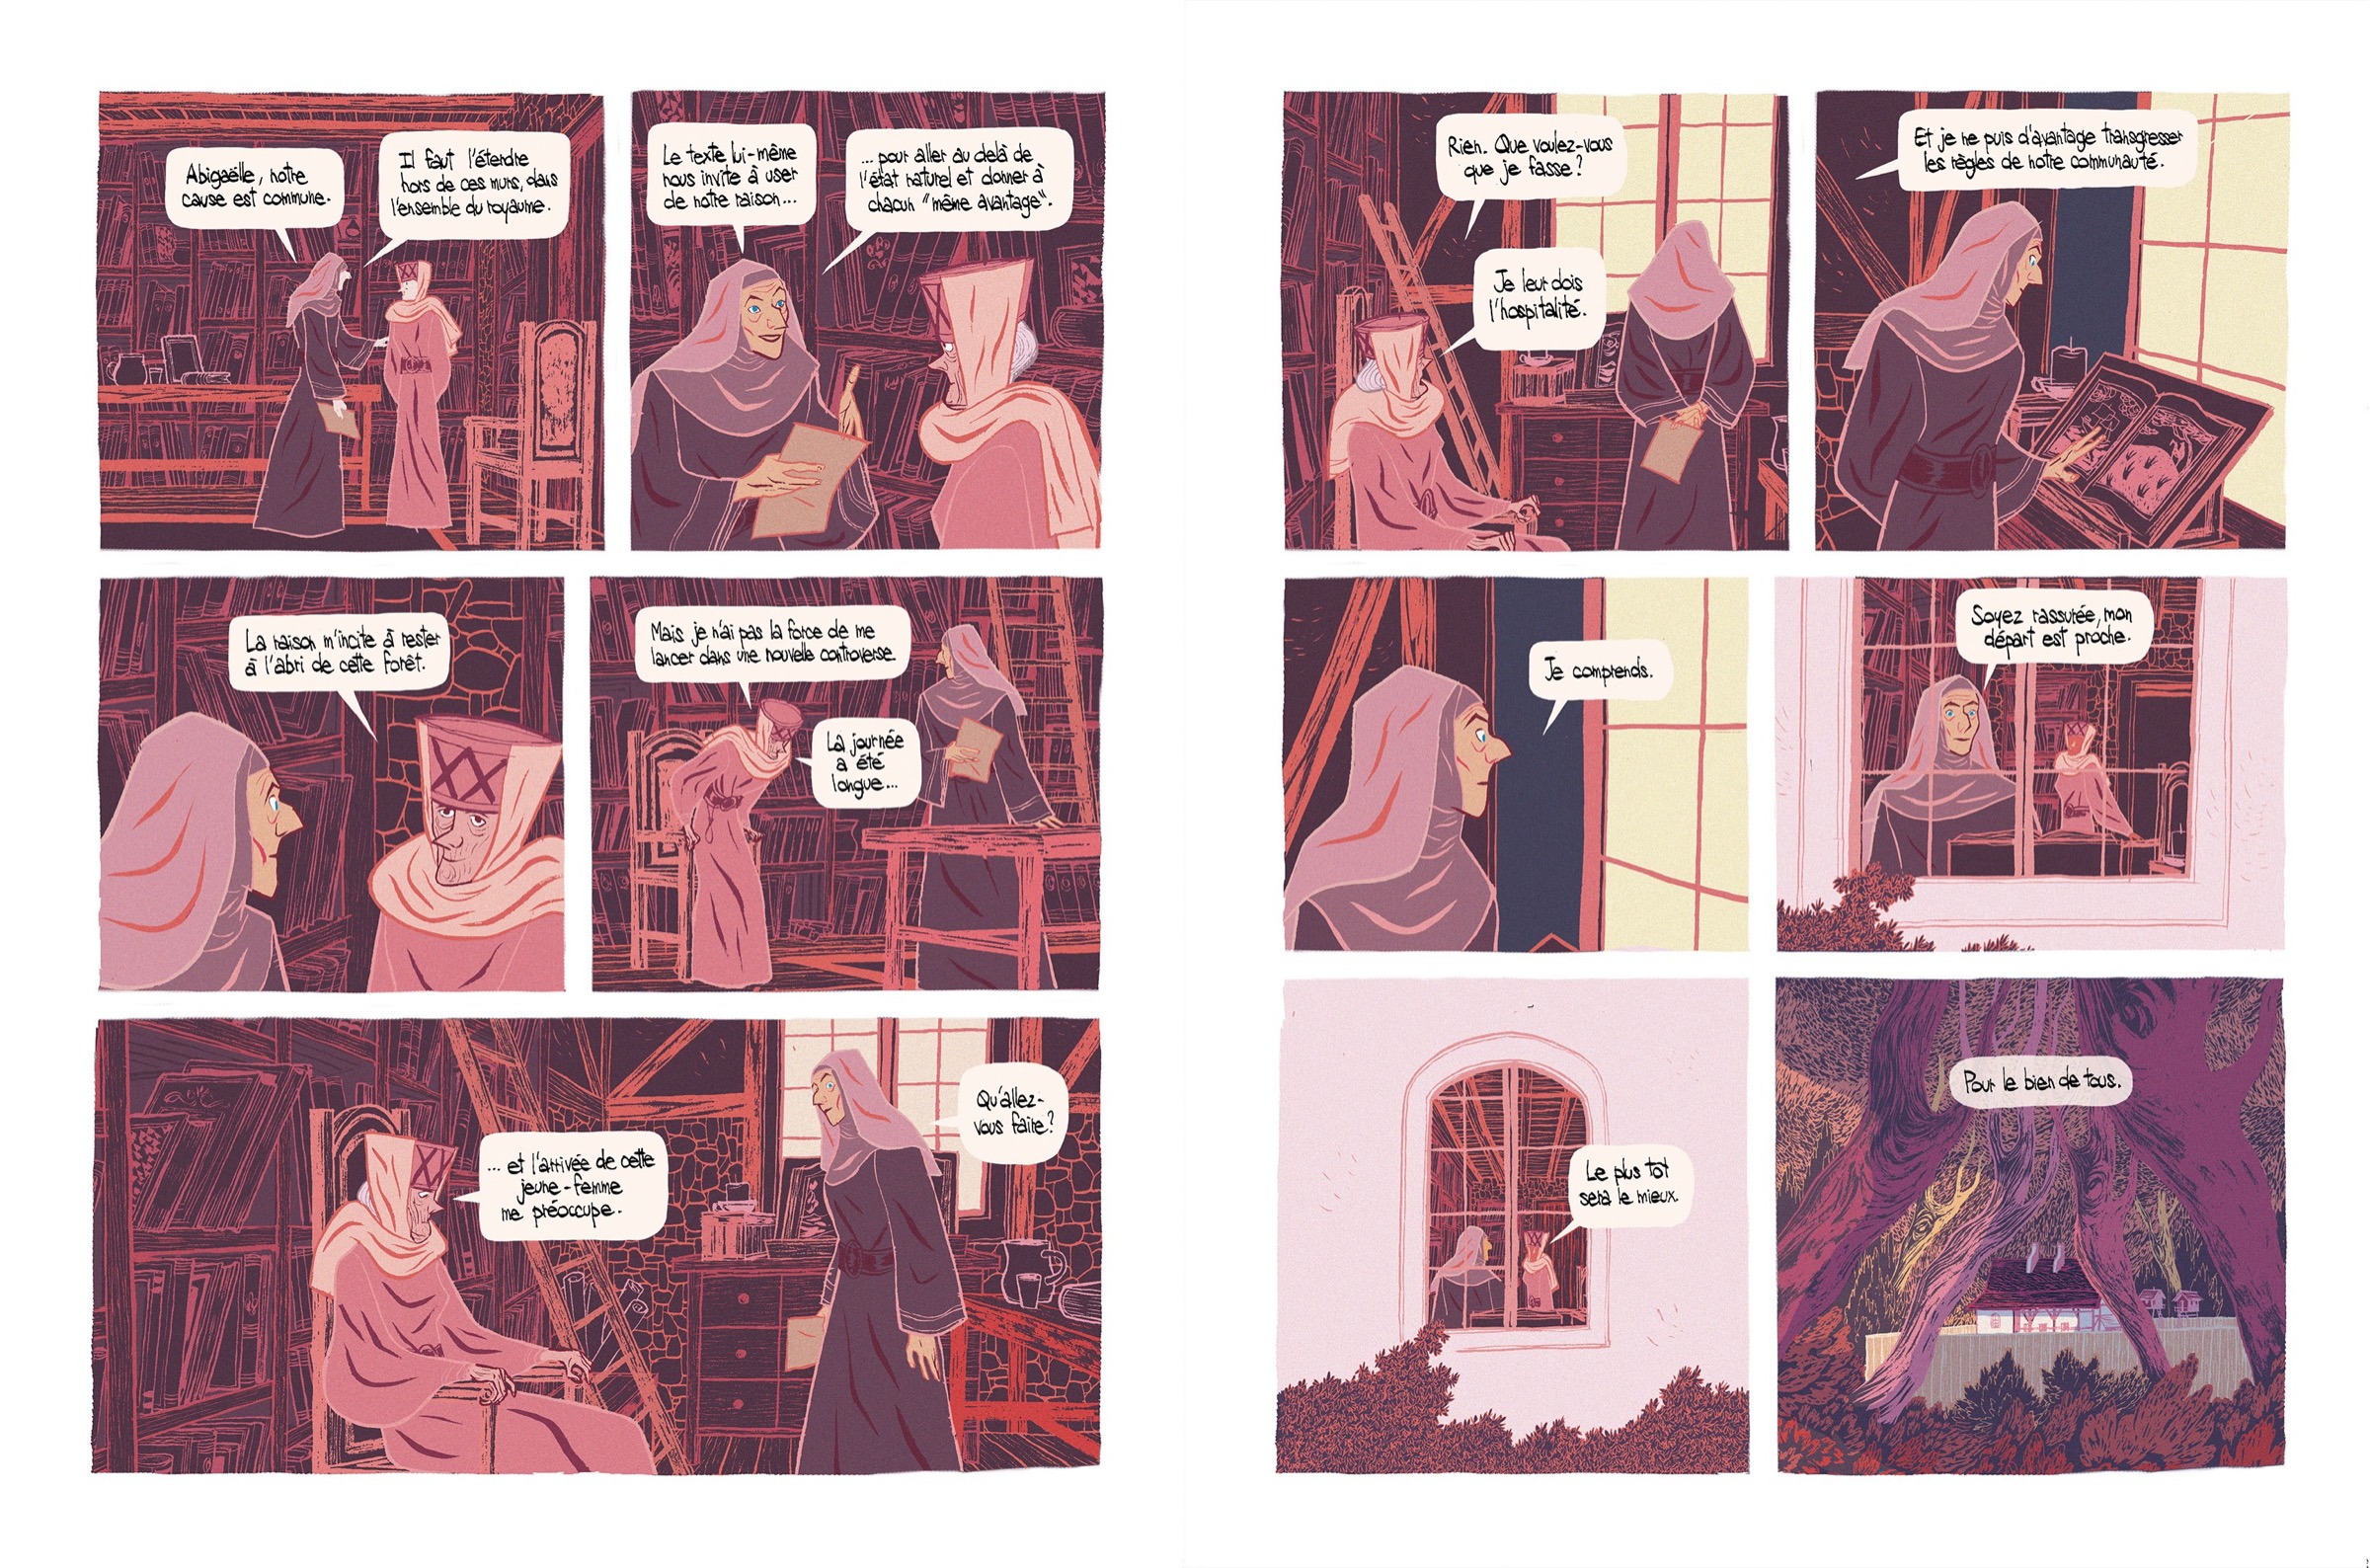 Abigaëlle, notre
cause est commune.
Il faut l'étendre
hors de ces murs, dans
l'ensemble du royaume.
Le texte lui-même
nous invite à user
de notre raison...
... pour aller au delà de
l'état naturel et donner à
chacun "même avantage".
La raison m'incite à rester
à l'abri de cette forêt.
Mais je n'ai pas la force de me
lancer dans une nouvelle controverse.
La journée
a été
longue...
... et l'arrivée de cette
jeune-femme
me préoccupe.
Qu'allez-
vous faire?
Rien. Que voulez-vous
que je fasse?
Je leur dois
l'hospitalité.
Et je ne puis d'avantage transgresser
les règles de notre communauté.
Je comprends.
Soyez rassurée, mon
départ est proche.
Le plus tôt
sera le mieux.
Pour le bien de tous.